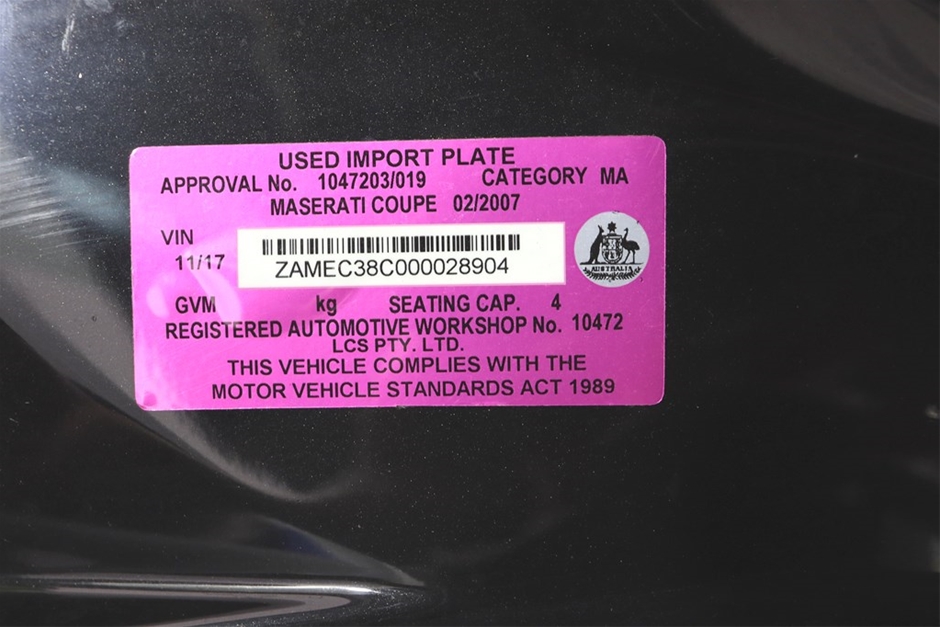 USED IMPORT PLATE
APPROVAL No. 1047203/019 CATEGORY MA
MASERATI COUPE 02/2007
VIN
11/17
ZAMEC38C000028904
AUSTRALIA
GVM kg SEATING CAP. 4
REGISTERED AUTOMOTIVE WORKSHOP No. 10472
LCS PTY. LTD.
THIS VEHICLE COMPLIES WITH THE
MOTOR VEHICLE STANDARDS ACT 1989